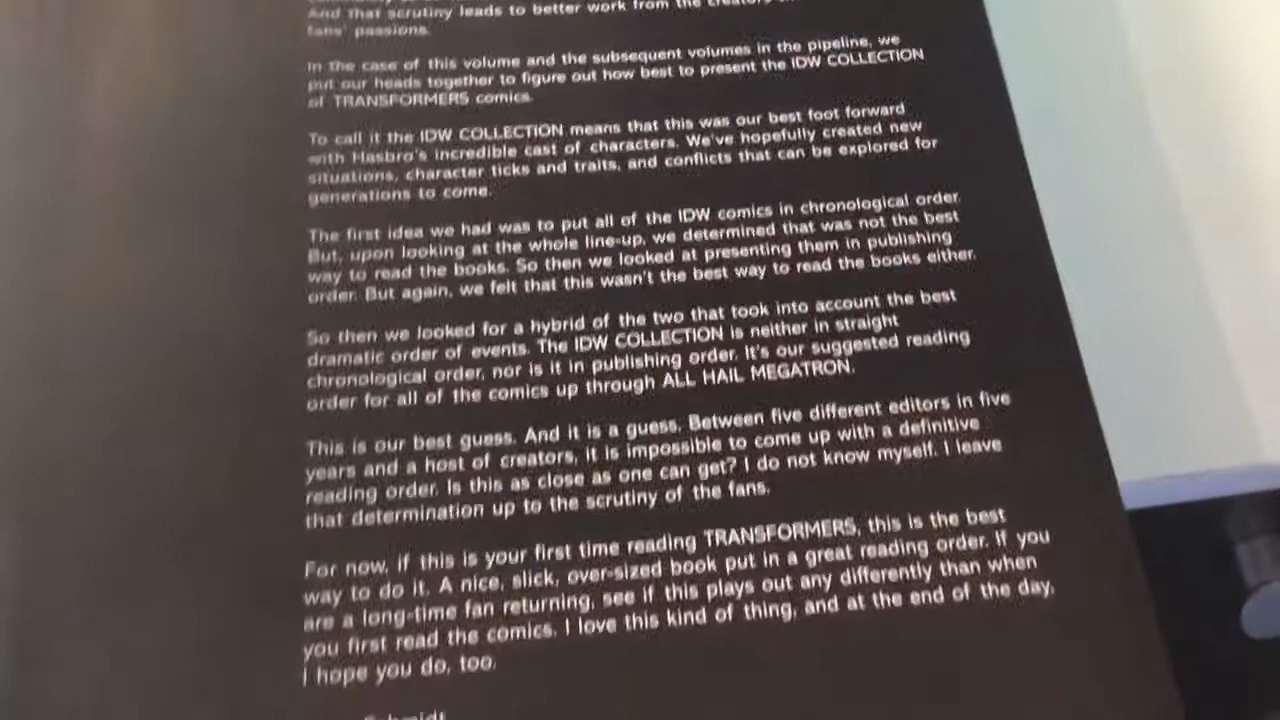 And that scrutiny leads to better work from the creators
fans' passions.
In the case of this volume and the subsequent volumes in the pipeline, we
put our heads together to figure out how best to present the IDW COLLECTION
of TRANSFORMERS comics.
To call it the IDW COLLECTION means that this was our best foot forward
with Hasbro's incredible cast of characters. We've hopefully created new
situations, character ticks and traits, and conflicts that can be explored for
generations to come.
The first idea we had was to put all of the IDW comics in chronological order.
But, upon looking at the whole line-up, we determined that was not the best
way to read the books. So then we looked at presenting them in publishing
order. But again, we felt that this wasn't the best way to read the books either.
So then we looked for a hybrid of the two that took into account the best
dramatic order of events. The IDW COLLECTION is neither in straight
chronological order, nor is it in publishing order. It's our suggested reading
order for all of the comics up through ALL HAIL MEGATRON.
This is our best guess. And it is a guess. Between five different editors in five
years and a host of creators, it is impossible to come up with a definitive
reading order. Is this as close as one can get? I do not know myself. I leave
that determination up to the scrutiny of the fans.
For now, if this is your first time reading TRANSFORMERS, this is the best
way to do it. A nice, slick, over-sized book put in a great reading order. If you
are a long-time fan returning, see if this plays out any differently than when
you first read the comics. I love this kind of thing, and at the end of the day,
I hope you do, too.
Schmidt